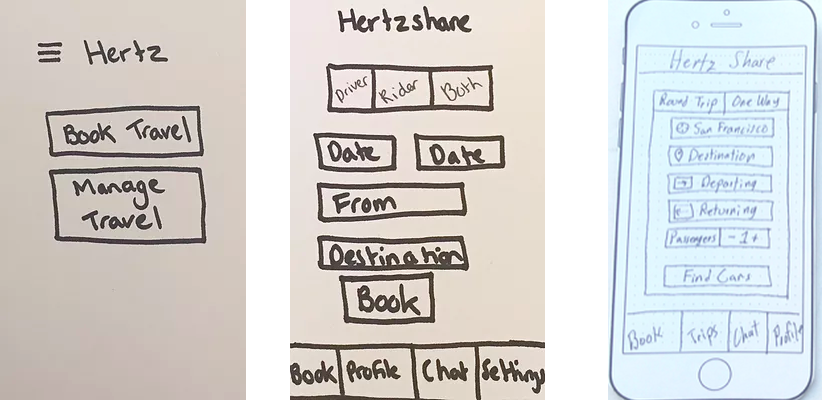 Hertz
Book Travel
Manage
Travel
Hertzshare
Driver Rider Both
Date Date
From
Destination
Book
Book Profile Chat Settings
Hertz Share
Round Trip One Way
San Francisco
Destination
Departing
Returning
Passengers - 1 +
Find Cars
Book Trips Chat Profile